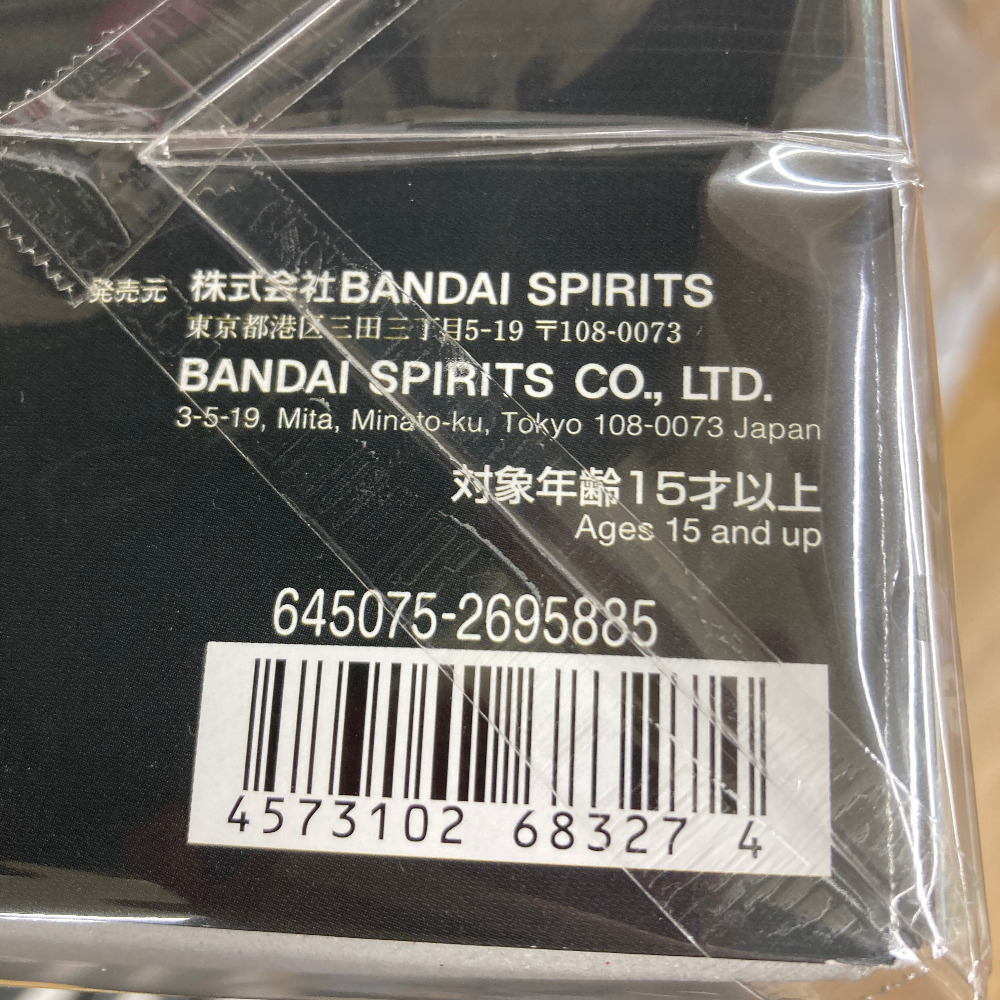 発売元 株式会社BANDAI SPIRITS
東京都港区三田三丁目5-19 〒108-0073
BANDAI SPIRITS CO., LTD.
3-5-19, Mita, Minato-ku, Tokyo 108-0073 Japan
対象年齢15才以上
Ages 15 and up
645075-2695885
4573102 683274